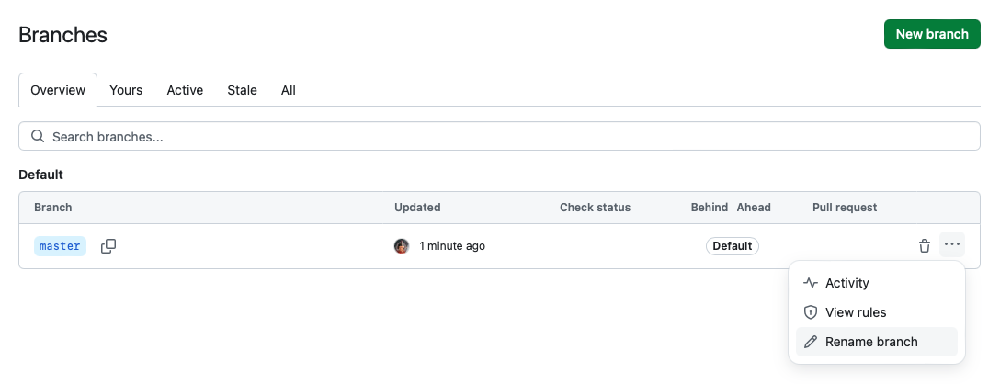 Branches
New branch
Overview Yours Active Stale All
Search branches...
Default
Branch Updated Check status Behind Ahead Pull request
master 1 minute ago Default
Activity
View rules
Rename branch